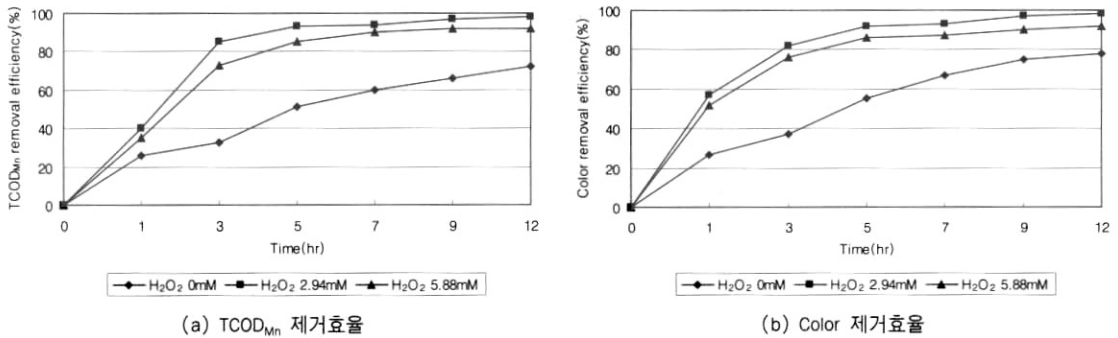 TCODMn removal efficiency(%)
100
80
60
40
20
0
0 1 3 5 7 9 12
Time(hr)
H2O2 0mM H2O2 2.94mM H2O2 5.88mM
(a) TCODMn 제거효율
Color removal efficiency(%)
100
80
60
40
20
0
0 1 3 5 7 9 12
Time(hr)
H2O2 0mM H2O2 2.94mM H2O2 5.88mM
(b) Color 제거효율